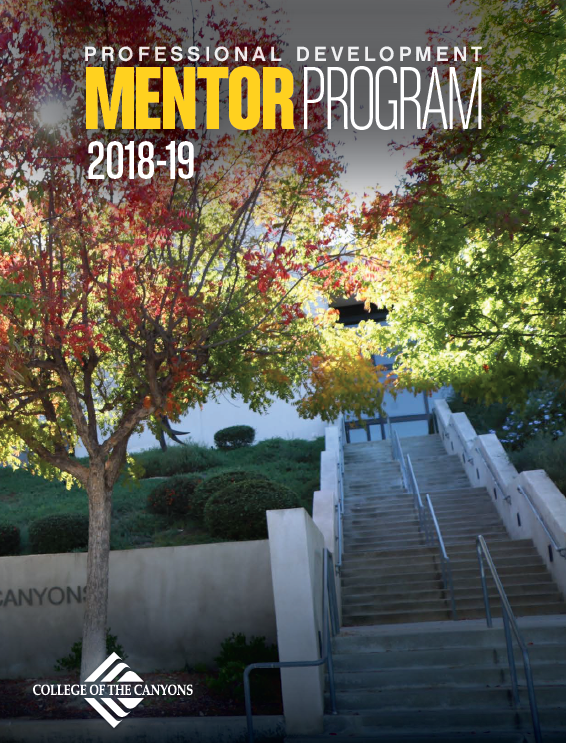 PROFESSIONAL DEVELOPMENT
MENTOR PROGRAM
2018-19
CANYONS
COLLEGE OF THE CANYONS